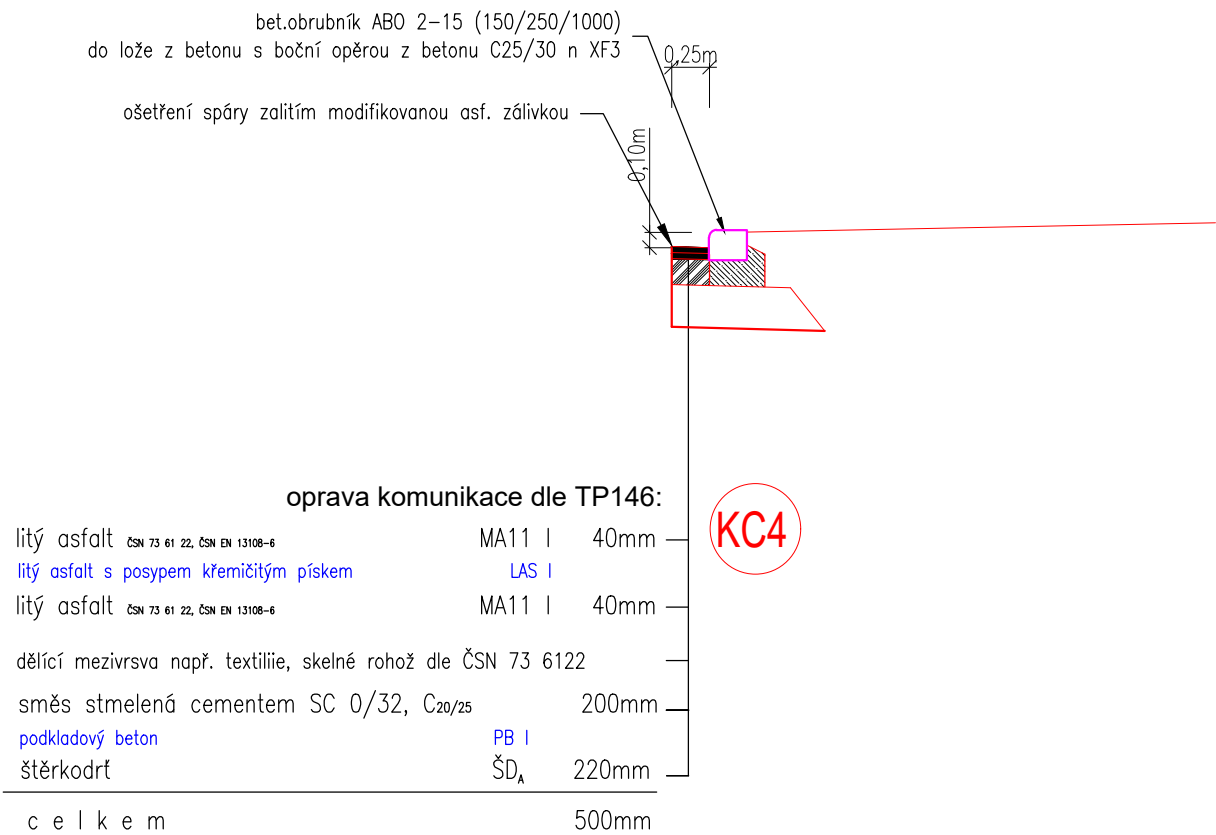 bet.obrubník ABO 2-15 (150/250/1000)
do lože z betonu s boční opěrou z betonu C25/30 n XF3
0,25m
ošetření spáry zalitím modifikovanou asf. zálivkou
0,10m
oprava komunikace dle TP146:
KC4
litý asfalt ČSN 73 61 22, ČSN EN 13108-6 MA11 I 40mm
litý asfalt s posypem křemičitým pískem LAS I
litý asfalt ČSN 73 61 22, ČSN EN 13108-6 MA11 I 40mm
dělící mezivrsva např. textiliie, skelné rohož dle ČSN 73 6122
směs stmelená cementem SC 0/32, C20/25 200mm
podkladový beton PB I
štěrkodrť ŠDA 220mm
celkem 500mm